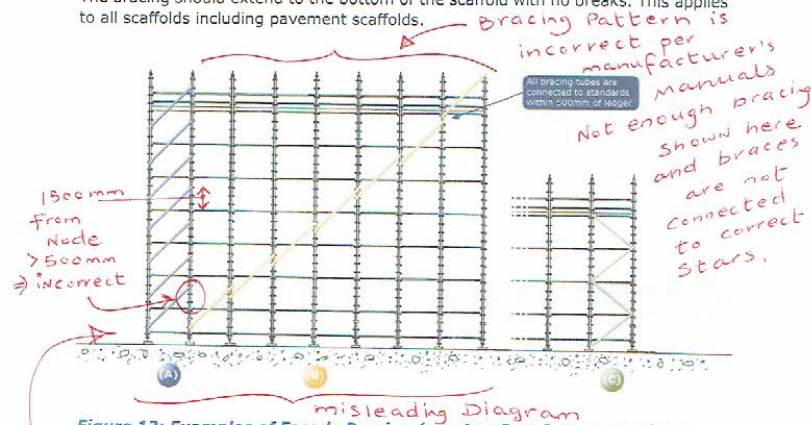 The bracing should extend to the bottom of the scaffold with no breaks. This applies
to all scaffolds including pavement scaffolds.
Bracing Pattern is
incorrect per
manufacturer's
manuals
Not enough bracing
shown here
and braces
are not
connected
to correct
stars.
All bracing tubes are
connected to standards
within 500mm of ledger
1500mm
from
Node
>500mm
⇒ incorrect
(A)
(C)
misleading Diagram
Figure 12: Examples of Facade Bracing